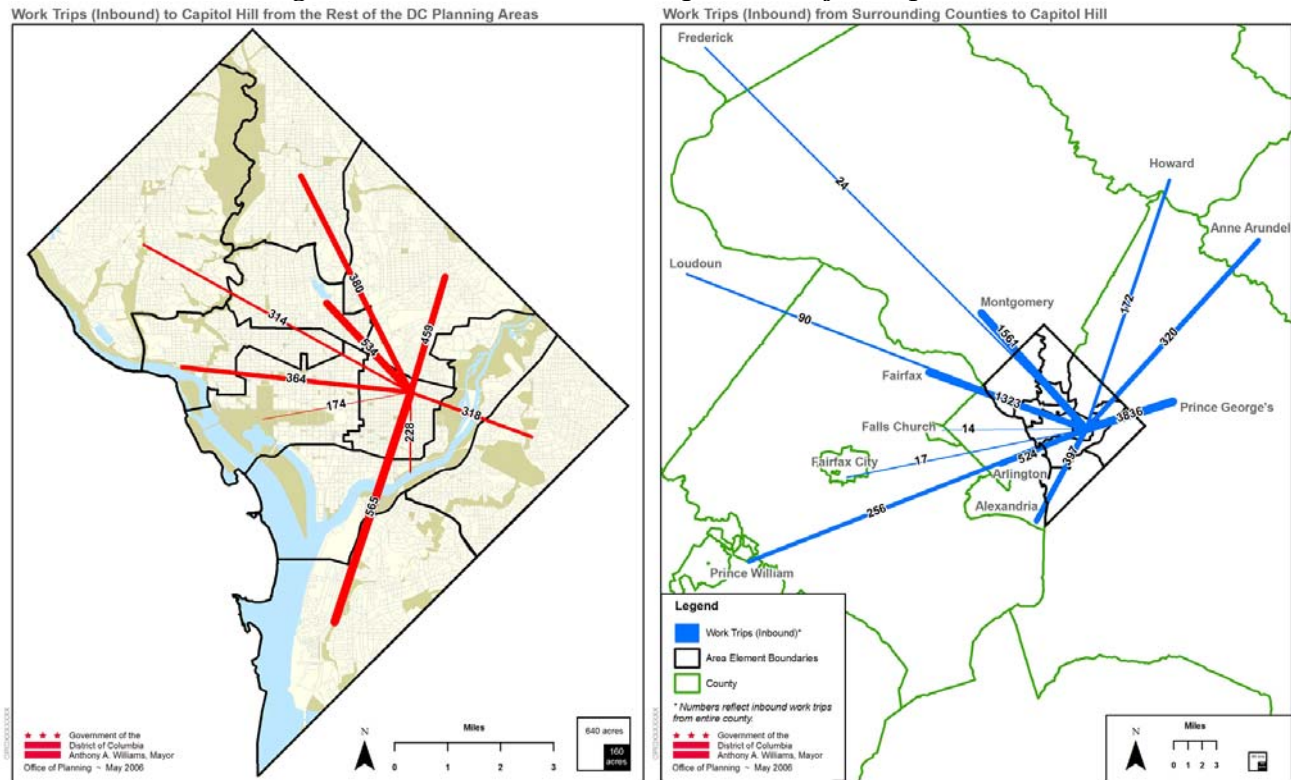 Work Trips (Inbound) to Capitol Hill from the Rest of the DC Planning Areas
380
314
534
459
364
174
318
228
565
Government of the
District of Columbia
Anthony A. Williams, Mayor
Office of Planning ~ May 2006
N
Miles
0 1 2 3
640 acres
160
acres
Work Trips (Inbound) from Surrounding Counties to Capitol Hill
Frederick
24
Howard
Anne Arundel
Loudoun
90
Montgomery
1561
172
320
Fairfax
1323
3836
Prince George's
Falls Church
14
Fairfax City
17
524
397
Arlington
Alexandria
256
Prince William
Legend
Work Trips (Inbound)*
Area Element Boundaries
County
* Numbers reflect inbound work trips
from entire county.
Government of the
District of Columbia
Anthony A. Williams, Mayor
Office of Planning ~ May 2006
N
Miles
0 1 2 3